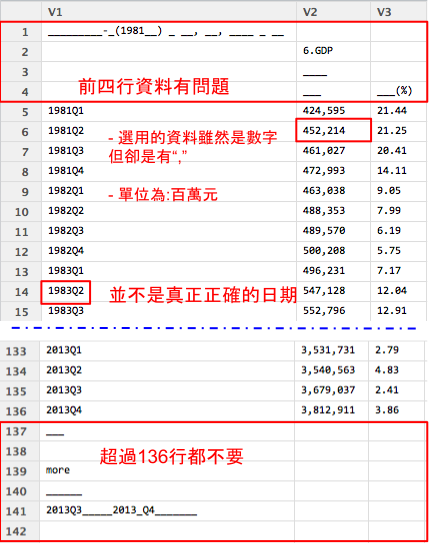 V1 V2 V3
1 _________-_(1981__) _ __, __, ____ _ __
2 6.GDP
3 ____
4 ___ ___(%)
前四行資料有問題
5 1981Q1 424,595 21.44
6 1981Q2 452,214 21.25
7 1981Q3 461,027 20.41
8 1981Q4 472,993 14.11
9 1982Q1 463,038 9.05
10 1982Q2 488,353 7.99
11 1982Q3 489,570 6.19
12 1982Q4 500,208 5.75
13 1983Q1 496,231 7.17
14 1983Q2 547,128 12.04
15 1983Q3 552,796 12.91
- 選用的資料雖然是數字
但卻是有“,”
- 單位為:百萬元
並不是真正正確的日期
133 2013Q1 3,531,731 2.79
134 2013Q2 3,540,563 4.83
135 2013Q3 3,679,037 2.41
136 2013Q4 3,812,911 3.86
137 ___
138
139 more
140 ______
141 2013Q3_____2013_Q4_______
142
超過136行都不要